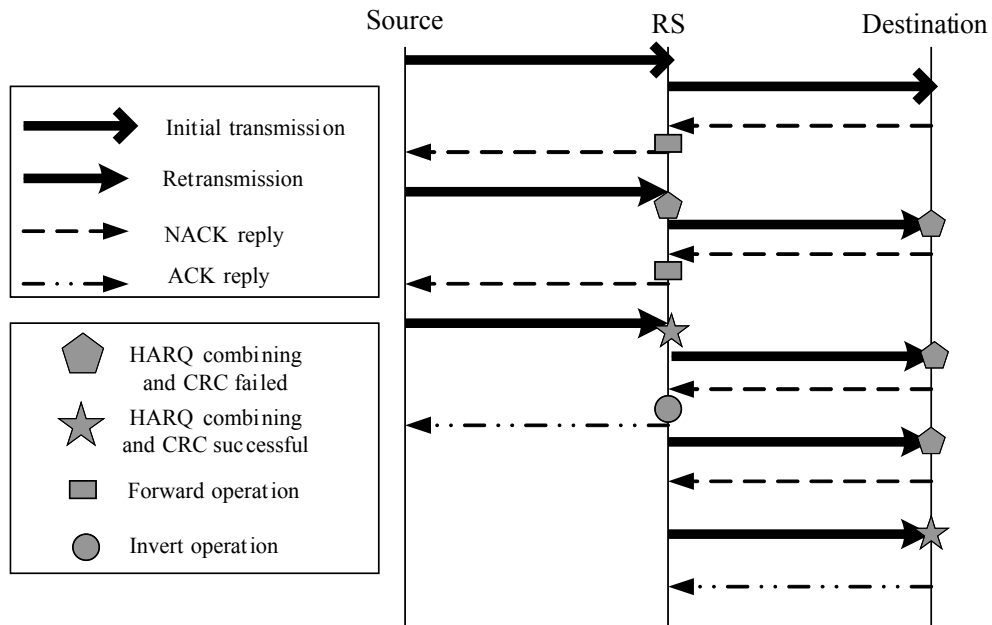 Source
RS
Destination
Initial transmission
Retransmission
NACK reply
ACK reply
HARQ combining
and CRC failed
HARQ combining
and CRC successful
Forward operation
Invert operation